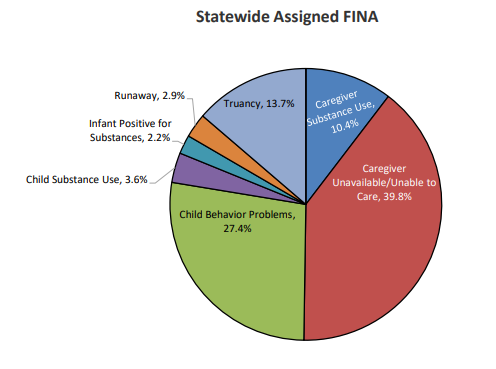 Statewide Assigned FINA
Caregiver
Substance Use,
10.4%
Caregiver
Unavailable/Unable to
Care, 39.8%
Child Behavior Problems,
27.4%
Child Substance Use, 3.6%
Infant Positive for
Substances, 2.2%
Runaway, 2.9%
Truancy, 13.7%